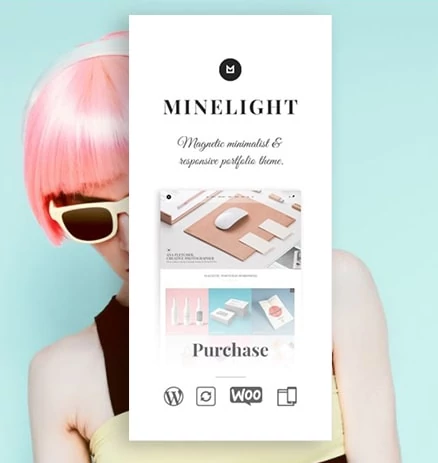 MINELIGHT
Magnetic minimalist &
responsive portfolio theme.
Purchase
WOO